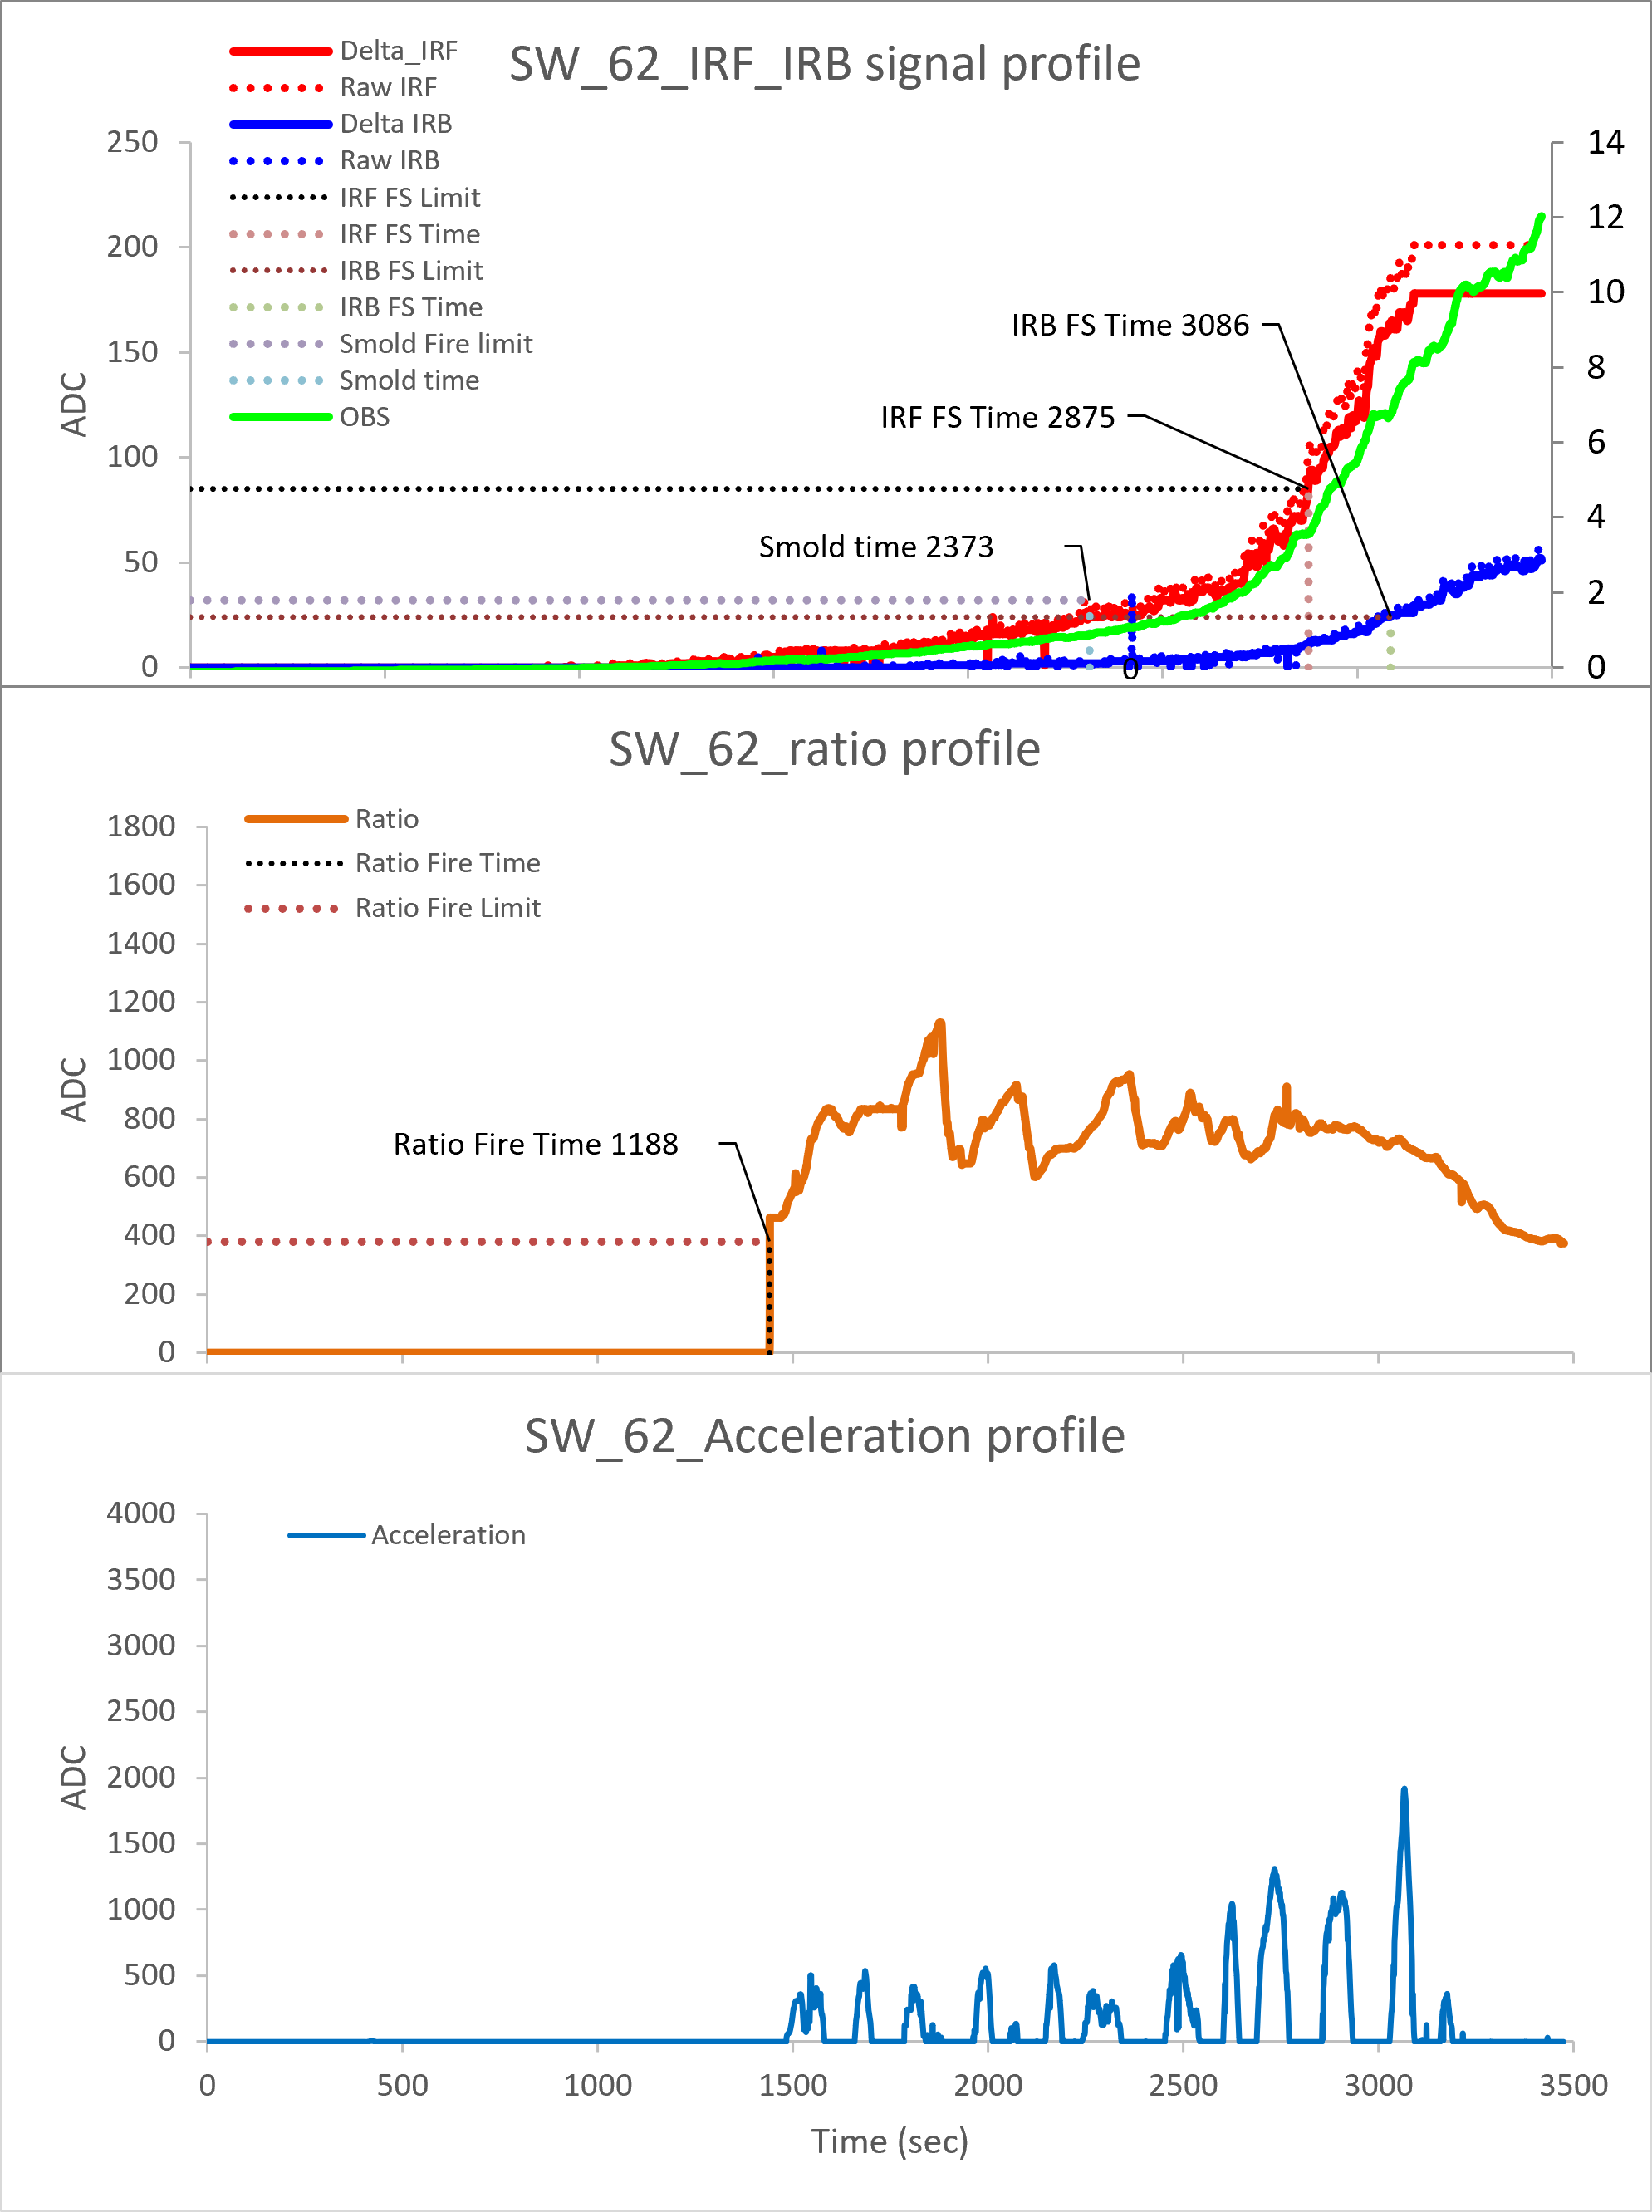 SW_62_IRF_IRB signal profile
Delta_IRF
Raw IRF
Delta IRB
Raw IRB
IRF FS Limit
IRF FS Time
IRB FS Limit
IRB FS Time
Smold Fire limit
Smold time
OBS
ADC
250
200
150
100
50
0
14
12
10
8
6
4
2
0
IRB FS Time 3086
IRF FS Time 2875
Smold time 2373
0
SW_62_ratio profile
Ratio
Ratio Fire Time
Ratio Fire Limit
ADC
1800
1600
1400
1200
1000
800
600
400
200
0
Ratio Fire Time 1188
SW_62_Acceleration profile
Acceleration
ADC
4000
3500
3000
2500
2000
1500
1000
500
0
0 500 1000 1500 2000 2500 3000 3500
Time (sec)